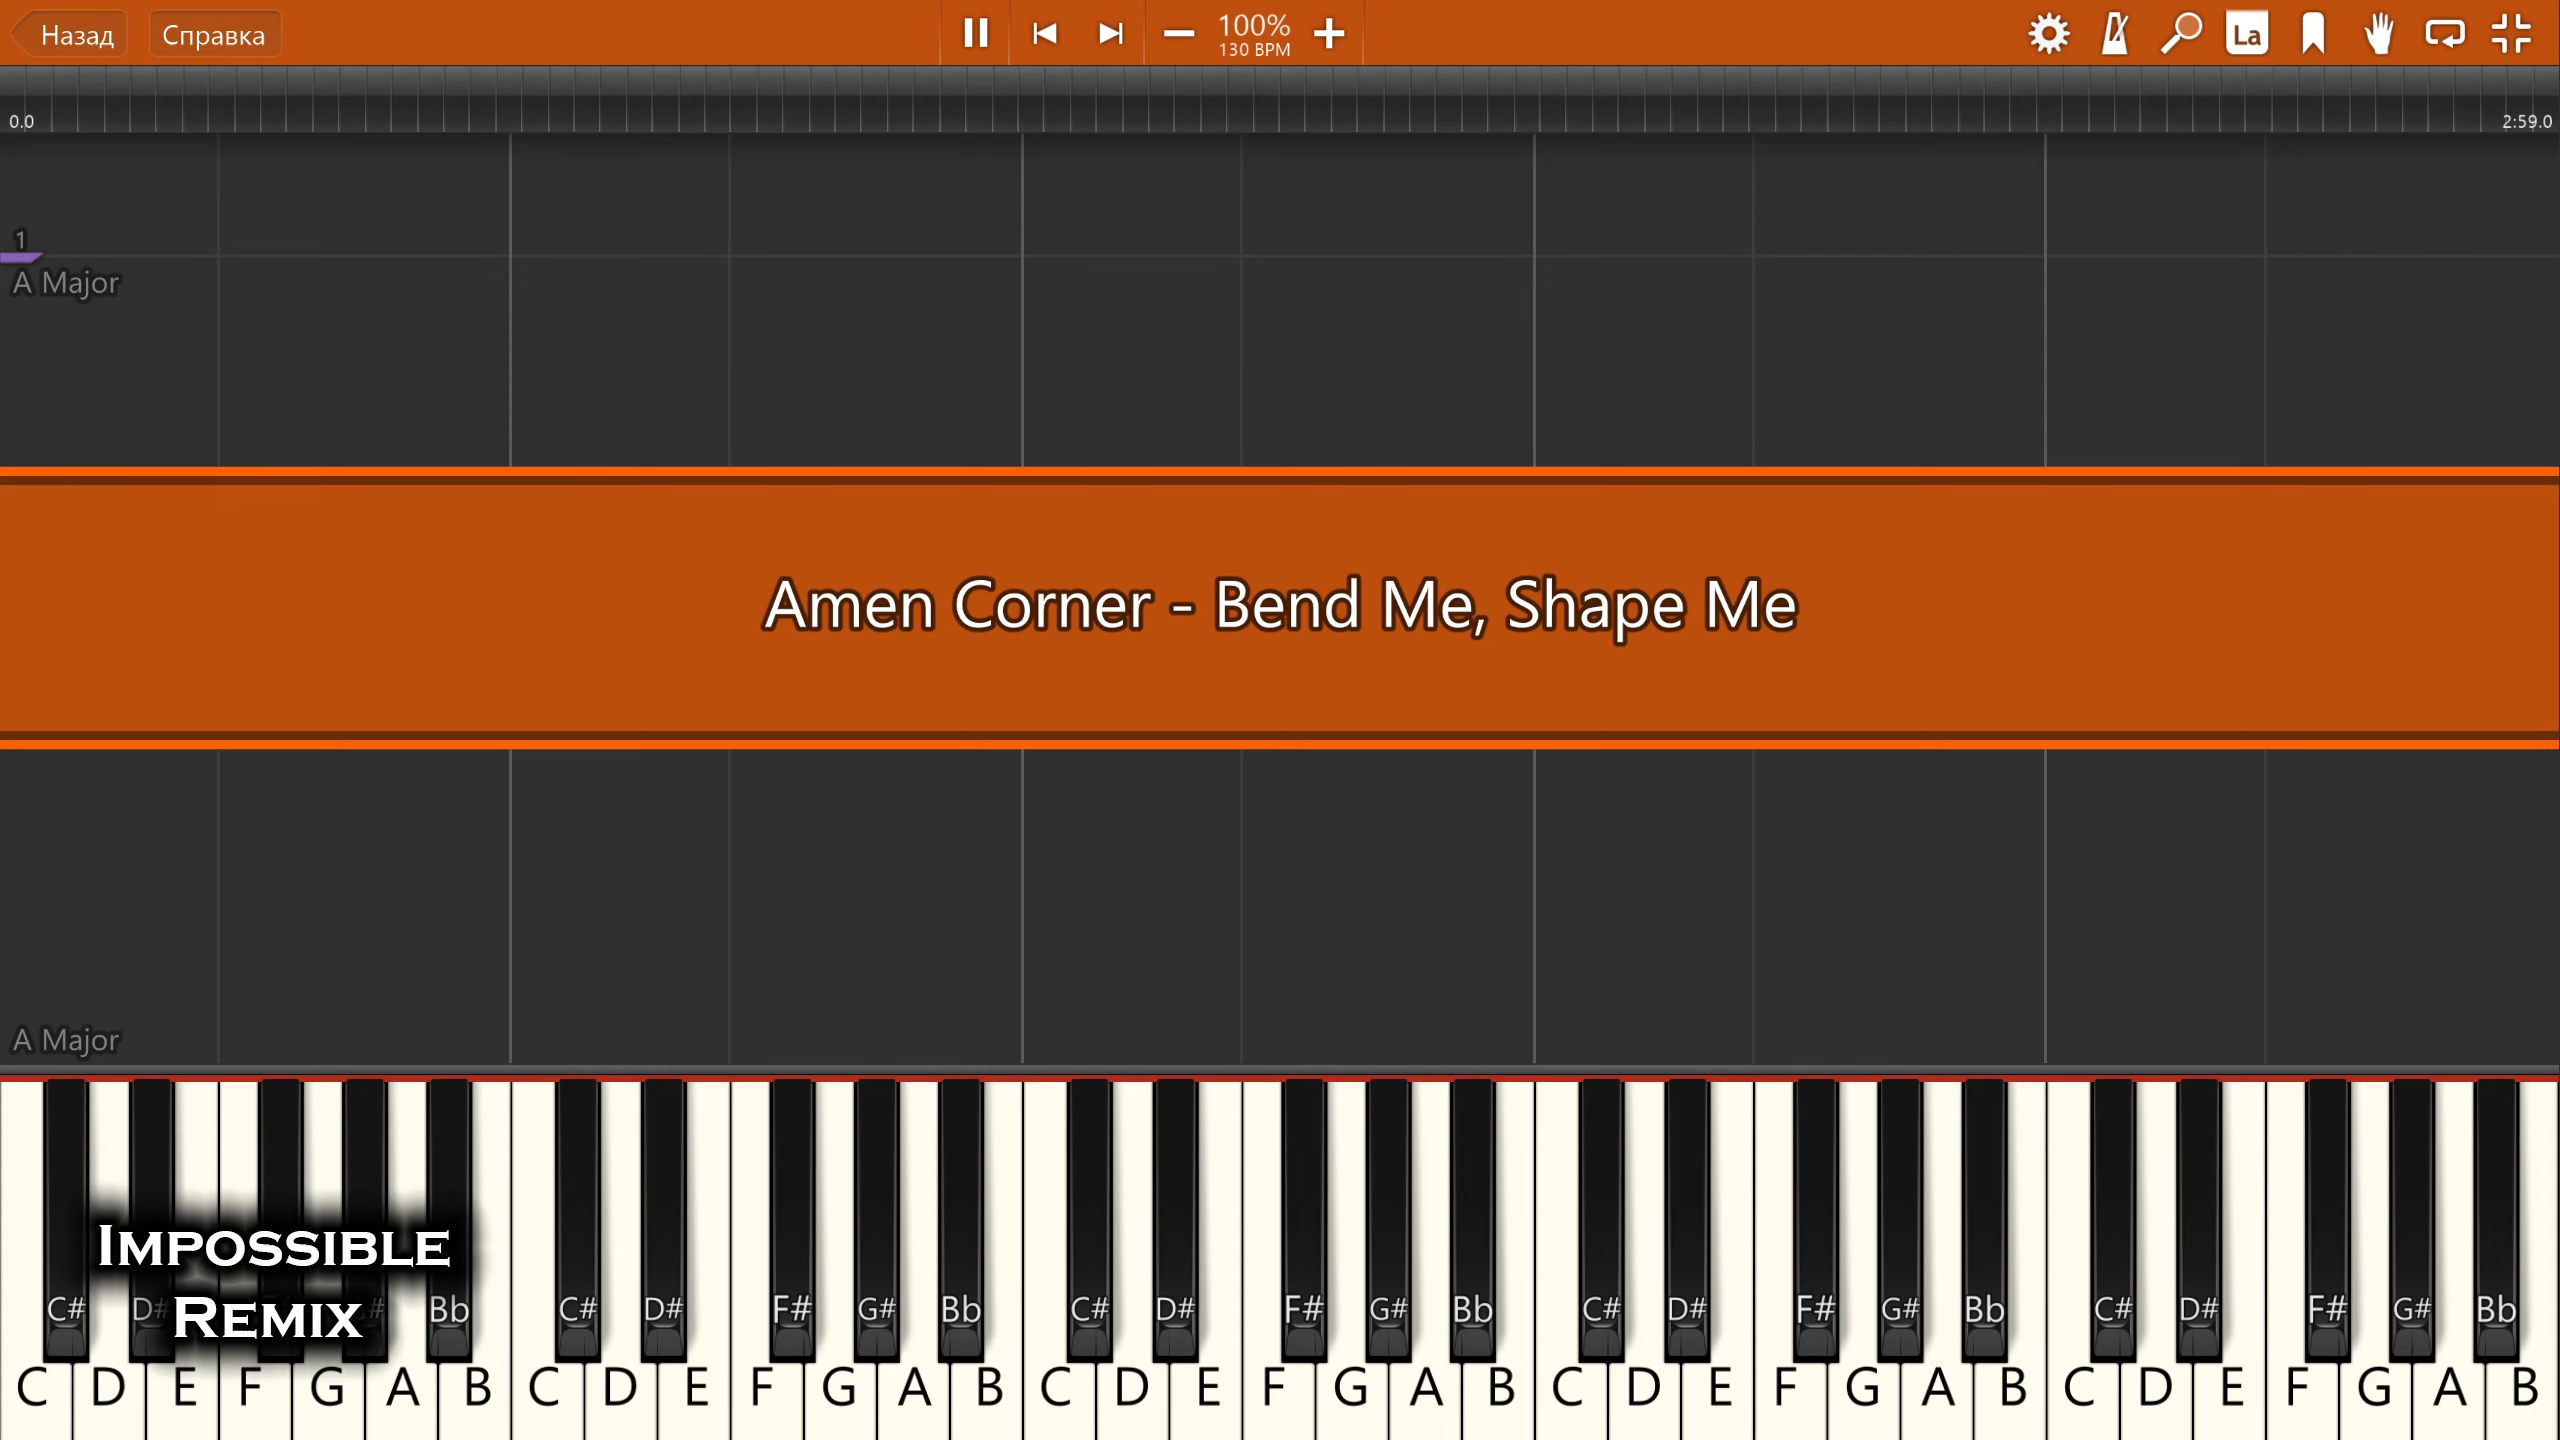 Назад Справка 100% 130 BPM La
0.0 2:59.0
1
A Major
Amen Corner - Bend Me, Shape Me
A Major
Impossible
Remix
C# D# Bb C# D# F# G# Bb C# D# F# G# Bb C# D# F# G# Bb C# D# F# G# Bb
C D E F G A B C D E F G A B C D E F G A B C D E F G A B C D E F G A B